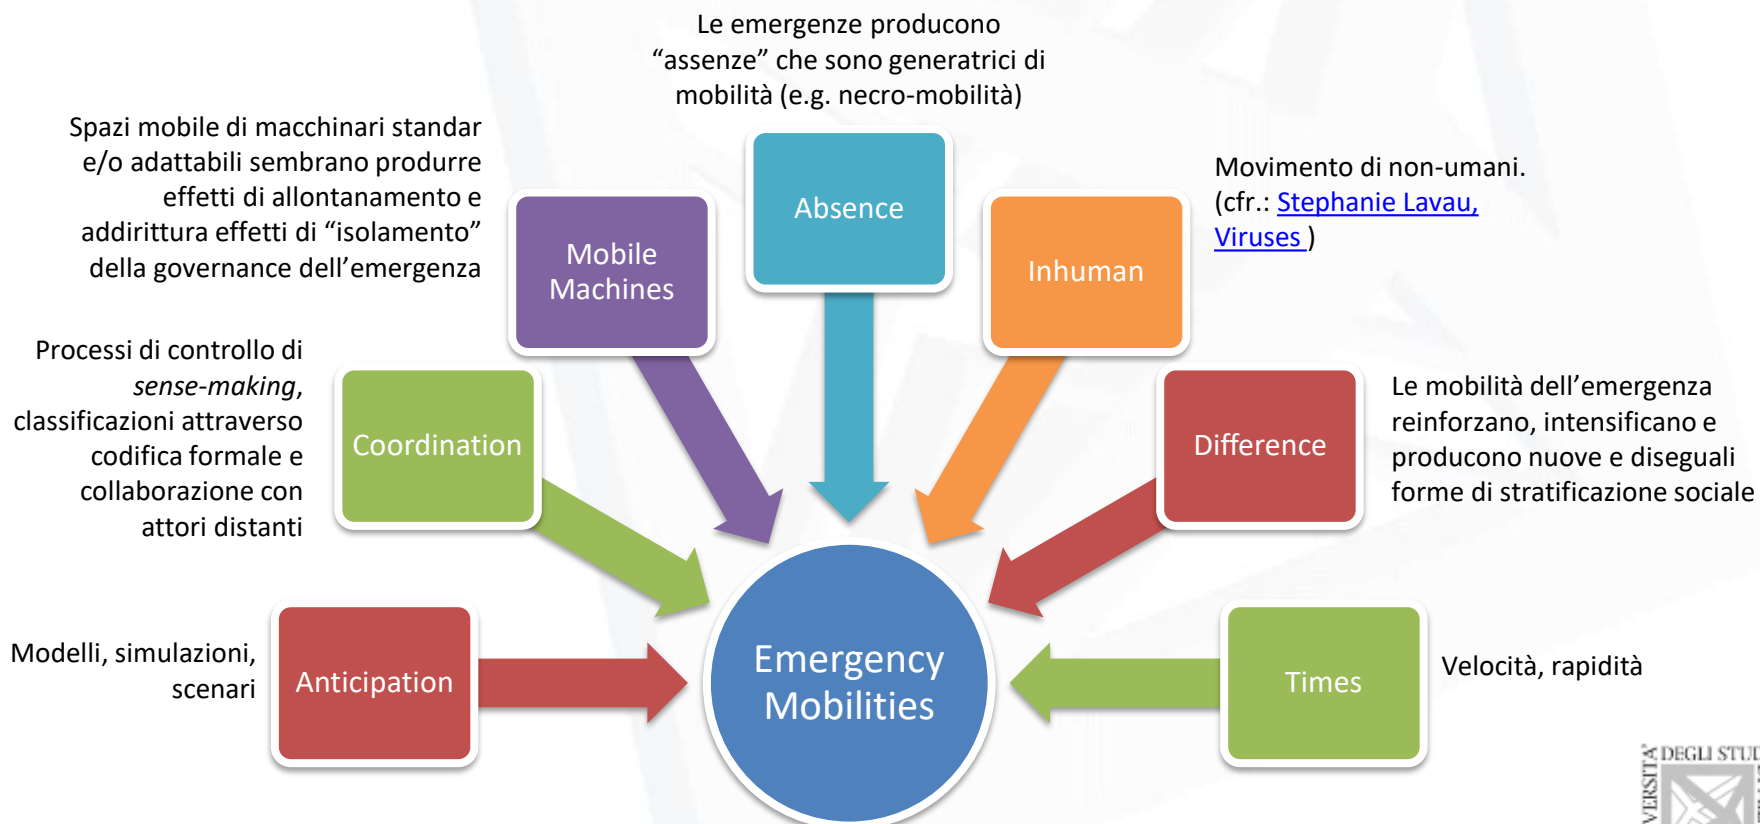 Le emergenze producono
“assenze” che sono generatrici di
mobilità (e.g. necro-mobilità)
Spazi mobile di macchinari standar
e/o adattabili sembrano produrre
effetti di allontanamento e
addirittura effetti di “isolamento”
della governance dell’emergenza
Mobile
Machines
Absence
Inhuman
Movimento di non-umani.
(cfr.: Stephanie Lavau,
Viruses )
Processi di controllo di
sense-making,
classificazioni attraverso
codifica formale e
collaborazione con
attori distanti
Coordination
Difference
Le mobilità dell’emergenza
reinforzano, intensificano e
producono nuove e diseguali
forme di stratificazione sociale
Modelli, simulazioni,
scenari
Anticipation
Emergency
Mobilities
Times
Velocità, rapidità
VERSITÀ DEGLI STUD